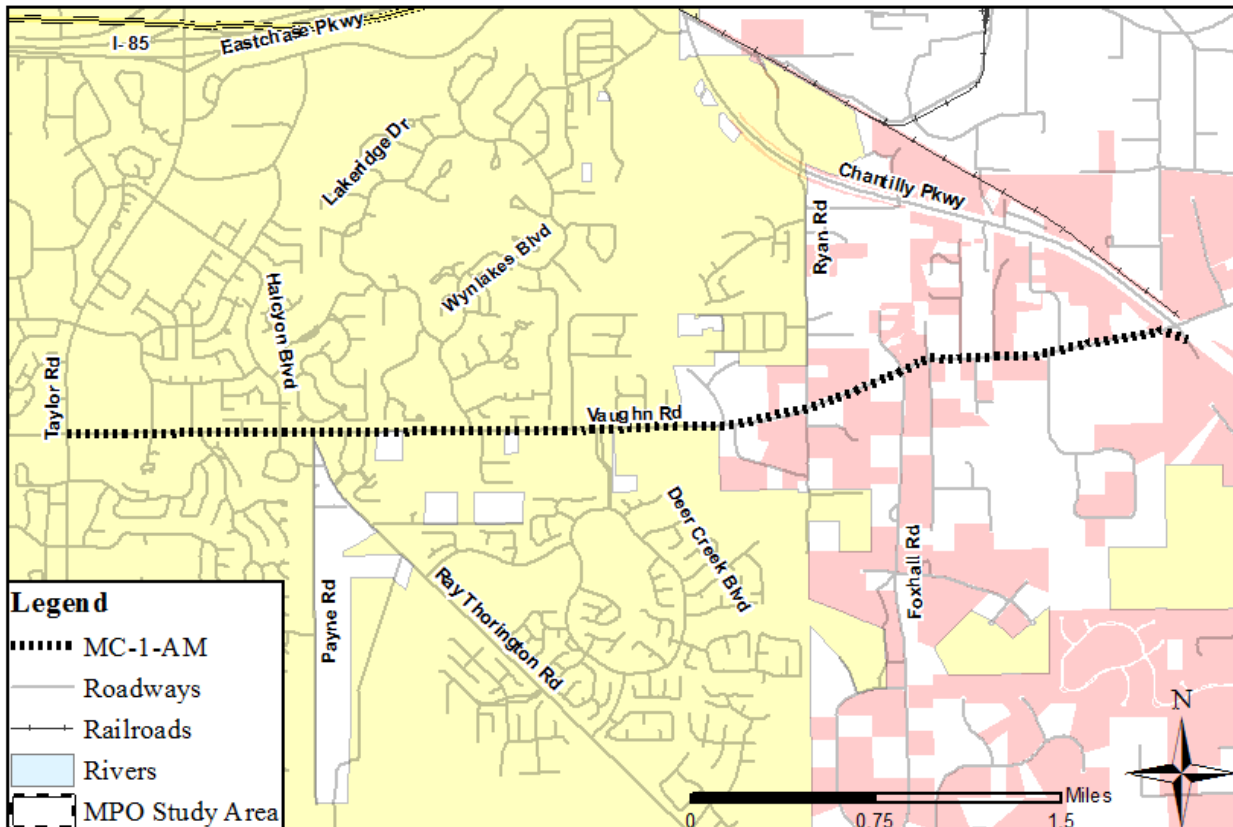 Eastchase Pkwy
I-85
Lakeridge Dr
Chantilly Pkwy
Ryan Rd
Wynlakes Blvd
Halcyon Blvd
Taylor Rd
Vaughn Rd
Deer Creek Blvd
Foxhall Rd
Payne Rd
Ray Thorington Rd
Legend
MC-1-AM
Roadways
Railroads
Rivers
MPO Study Area
N
Miles
0 0.75 1.5